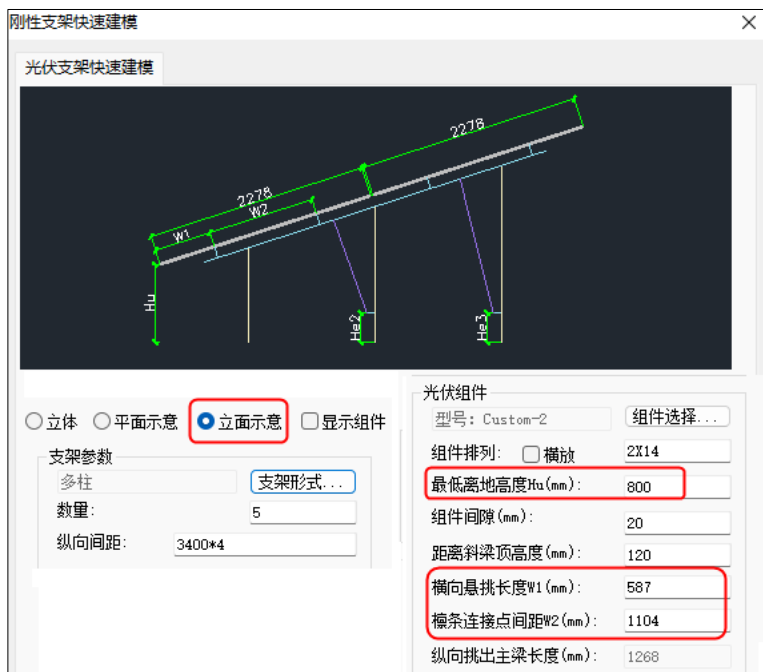 刚性支架快速建模
光伏支架快速建模
2278
2278
W1
W2
Hu
He2
He3
立体 平面示意 立面示意 显示组件
支架参数
多柱 支架形式...
数量: 5
纵向间距: 3400*4
光伏组件
型号: Custom-2 组件选择...
组件排列: 横放 2X14
最低离地高度Hu(mm): 800
组件间隙(mm): 20
距离斜梁顶高度(mm): 120
横向悬挑长度W1(mm): 587
檩条连接点间距W2(mm): 1104
纵向挑出主梁长度(mm): 1268